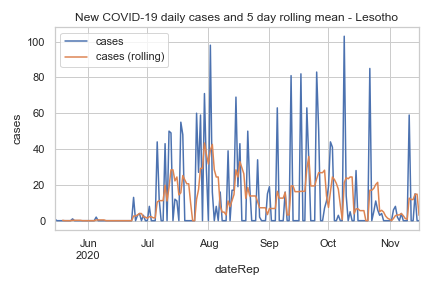 New COVID-19 daily cases and 5 day rolling mean - Lesotho
cases
cases (rolling)
100
80
60
40
20
0
cases
Jun
2020
Jul
Aug
Sep
Oct
Nov
dateRep